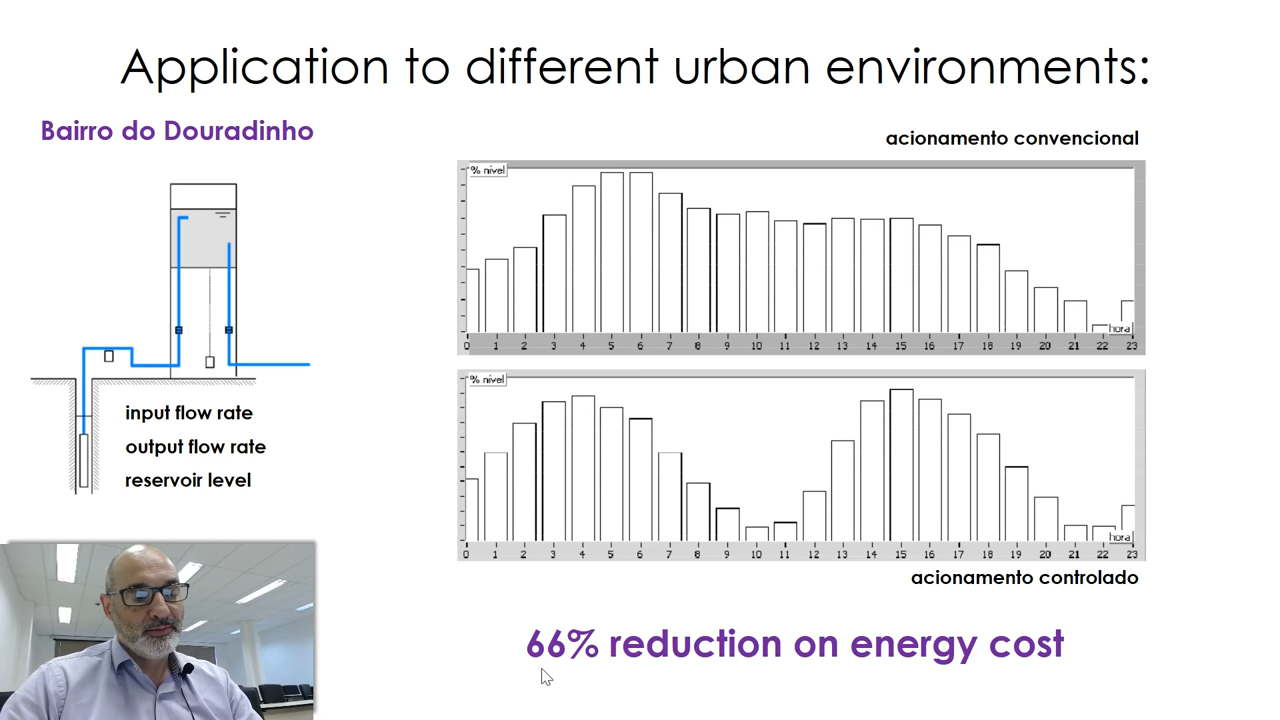 Application to different urban environments:
Bairro do Douradinho
acionamento convencional
% nível
hora
0 1 2 3 4 5 6 7 8 9 10 11 12 13 14 15 16 17 18 19 20 21 22 23
input flow rate
output flow rate
reservoir level
% nível
hora
0 1 2 3 4 5 6 7 8 9 10 11 12 13 14 15 16 17 18 19 20 21 22 23
acionamento controlado
66% reduction on energy cost